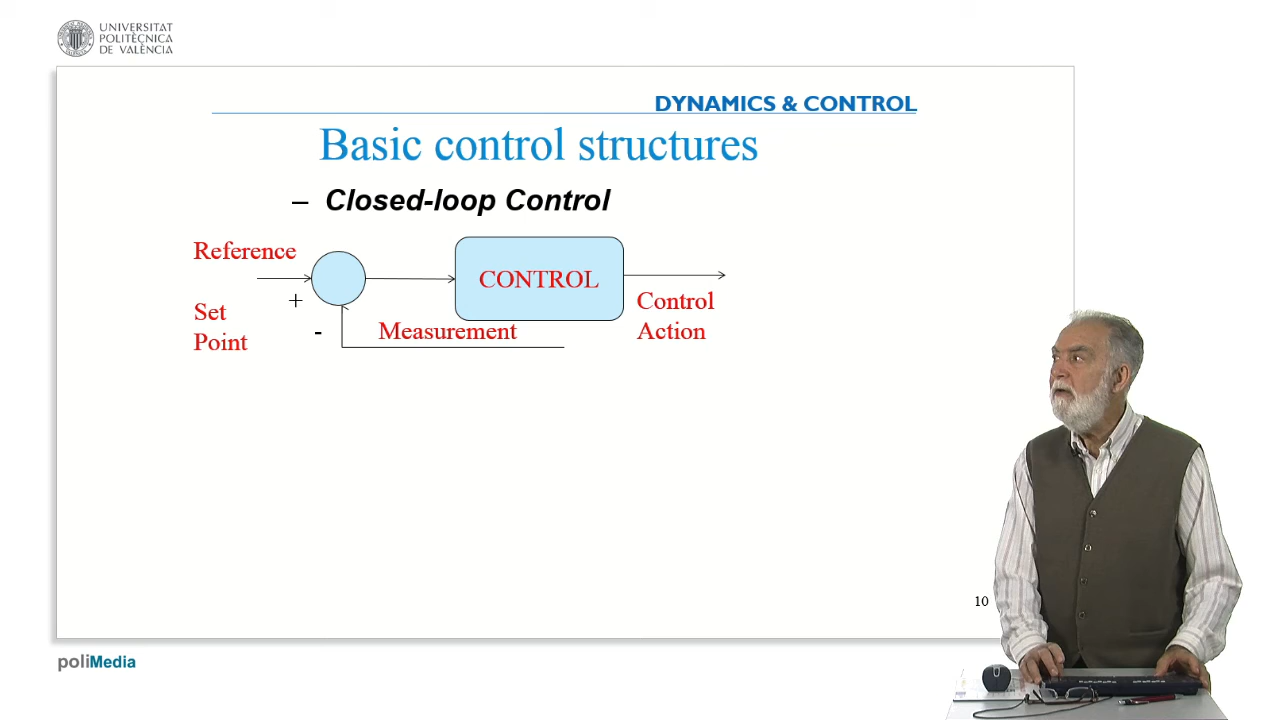 UNIVERSITAT
POLITÈCNICA
DE VALÈNCIA
DYNAMICS & CONTROL
Basic control structures
– Closed-loop Control
Reference
CONTROL
+
Set
Point
Control
Action
-
Measurement
10
poliMedia